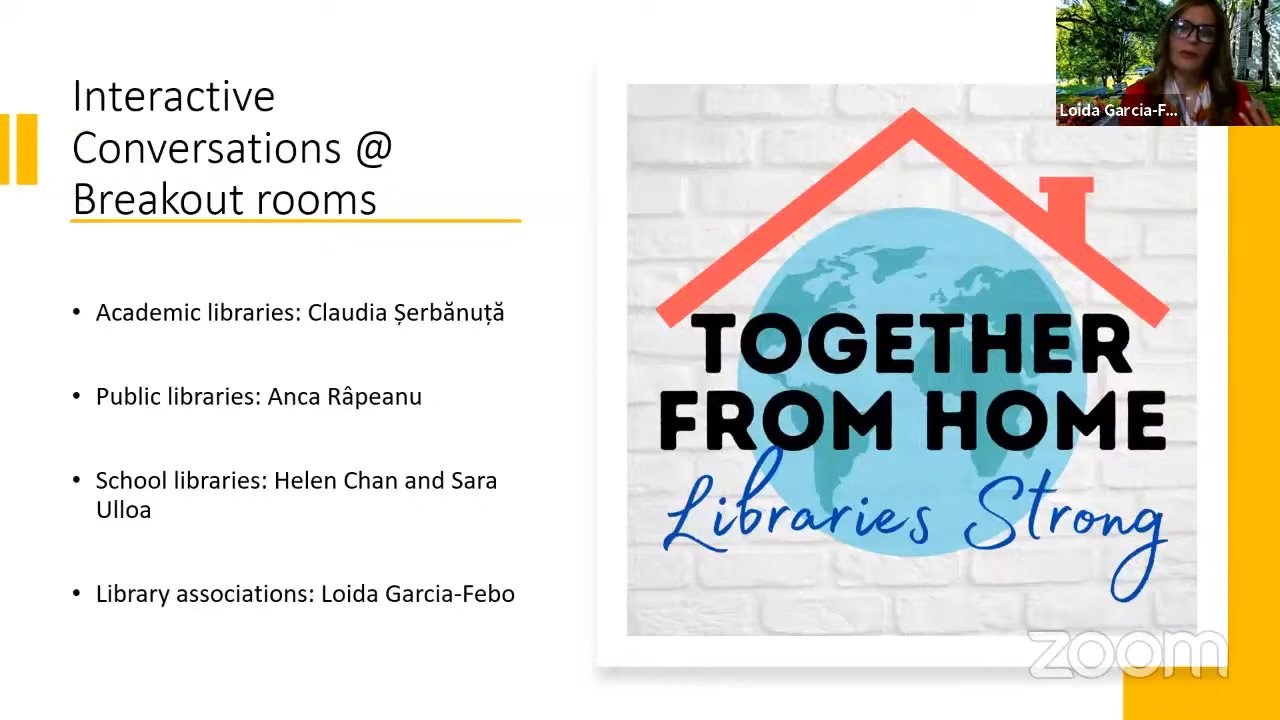 Interactive
Conversations @
Breakout rooms
• Academic libraries: Claudia Șerbănuță
• Public libraries: Anca Râpeanu
• School libraries: Helen Chan and Sara
Ulloa
• Library associations: Loida Garcia-Febo
TOGETHER
FROM HOME
Libraries Strong
Loida Garcia-F...
zoom